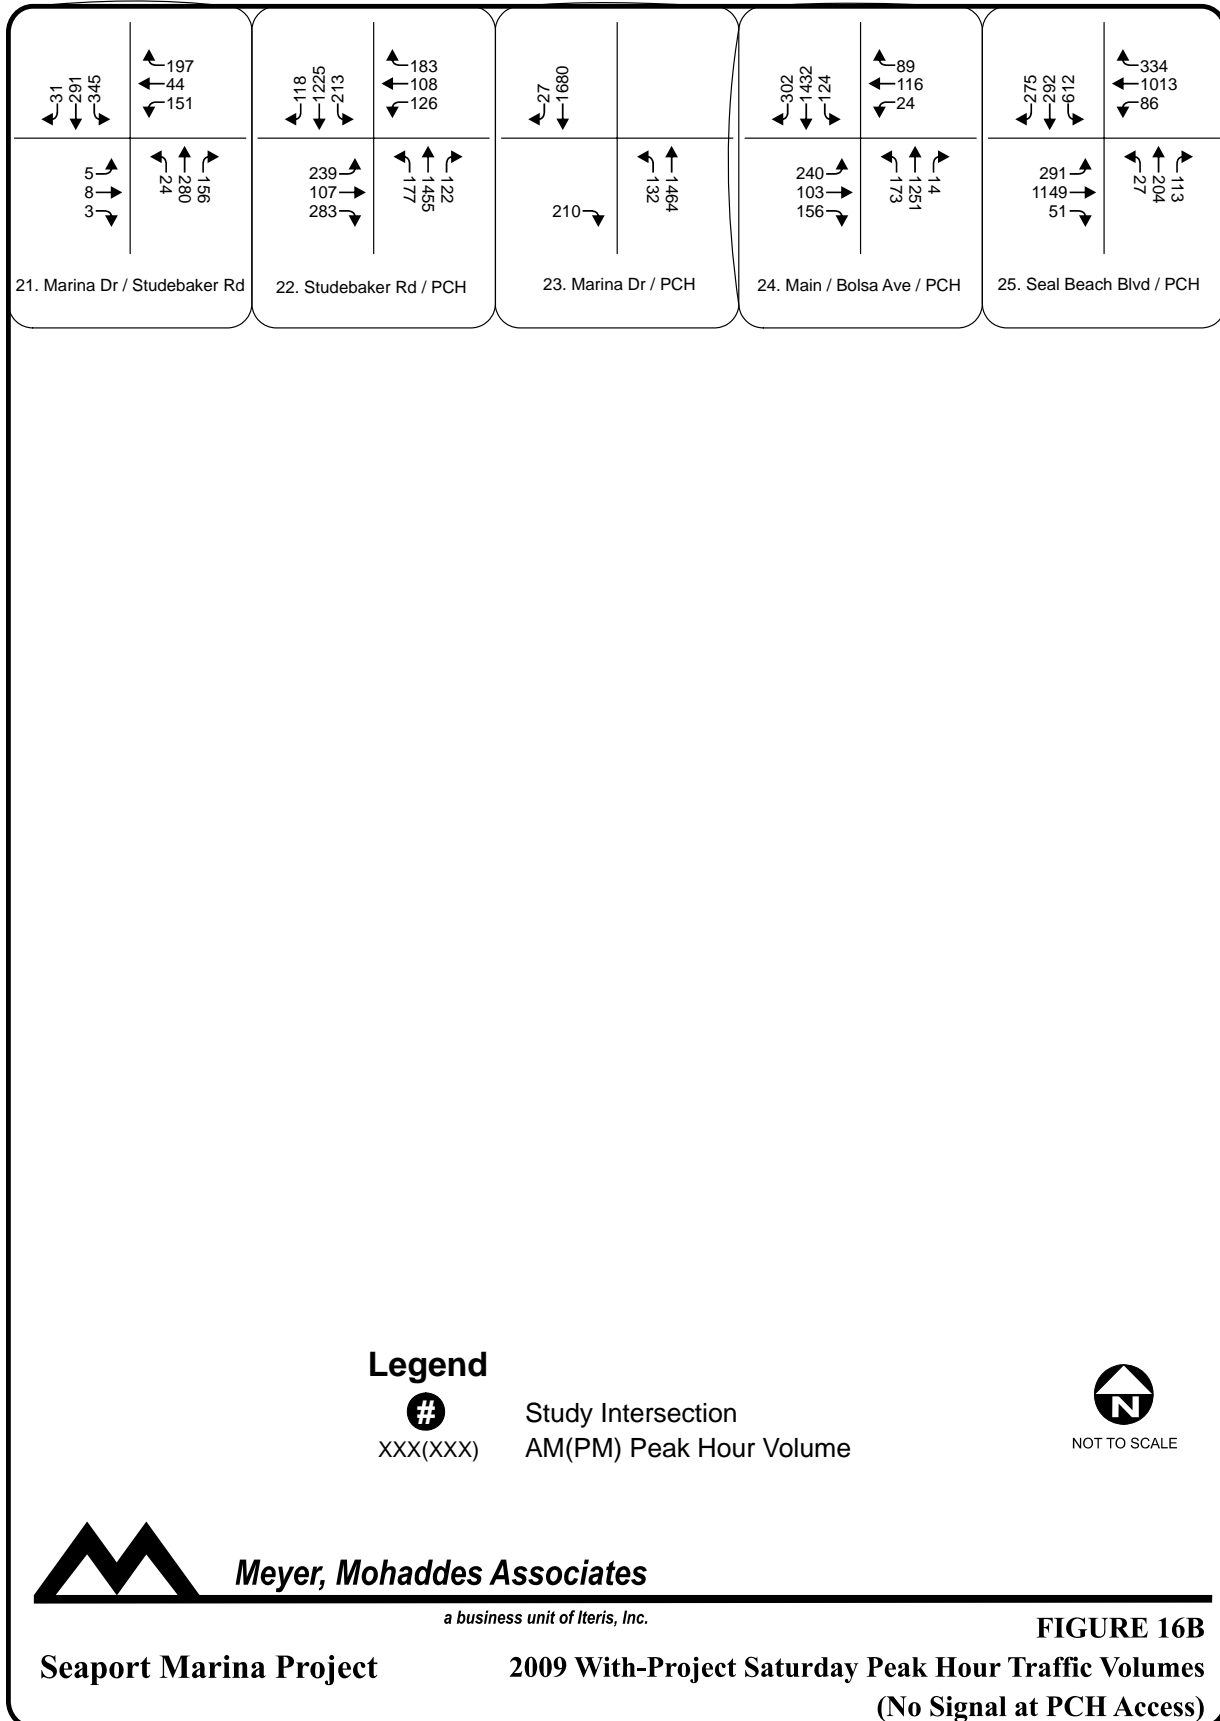 31 291 345
197
44
151
5
8
3
24 280 156
21. Marina Dr / Studebaker Rd
118 1225 213
183
108
126
239
107
283
177 1455 122
22. Studebaker Rd / PCH
27 1680
210
132 1464
23. Marina Dr / PCH
302 1432 124
89
116
24
240
103
156
173 1251 14
24. Main / Bolsa Ave / PCH
275 292 612
334
1013
86
291
1149
51
27 204 113
25. Seal Beach Blvd / PCH
Legend
# Study Intersection
XXX(XXX) AM(PM) Peak Hour Volume
N
NOT TO SCALE
Meyer, Mohaddes Associates
a business unit of Iteris, Inc.
FIGURE 16B
Seaport Marina Project
2009 With-Project Saturday Peak Hour Traffic Volumes
(No Signal at PCH Access)